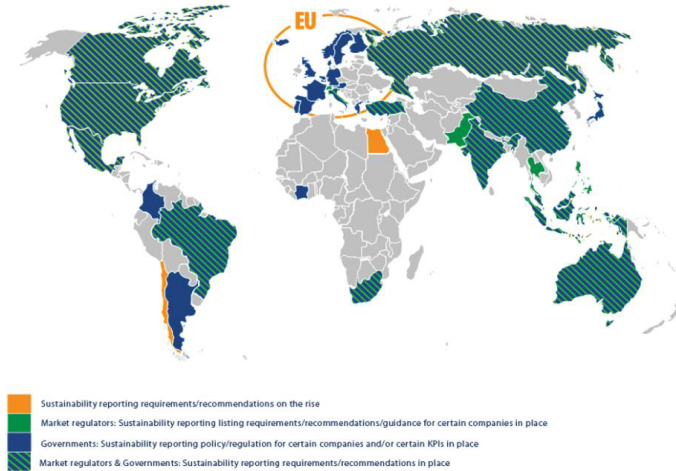 EU
Sustainability reporting requirements/recommendations on the rise
Market regulators: Sustainability reporting listing requirements/recommendations/guidance for certain companies in place
Governments: Sustainability reporting policy/regulation for certain companies and/or certain KPIs in place
Market regulators & Governments: Sustainability reporting requirements/recommendations in place